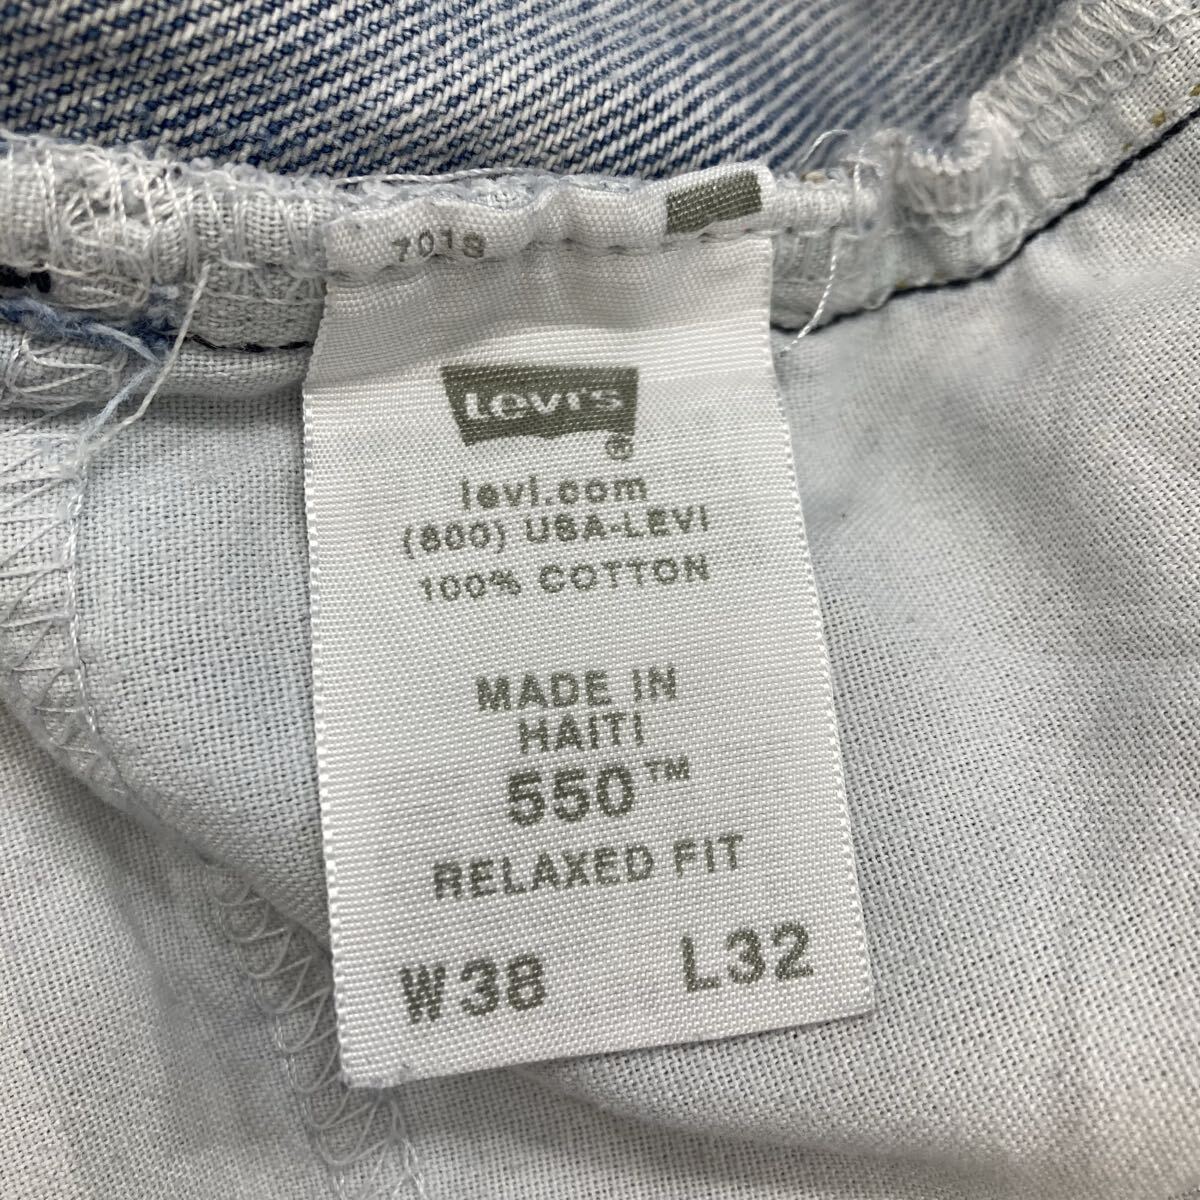 7018
Levi's
®
levi.com
(800) USA-LEVI
100% COTTON
MADE IN
HAITI
550™
RELAXED FIT
W38 L32